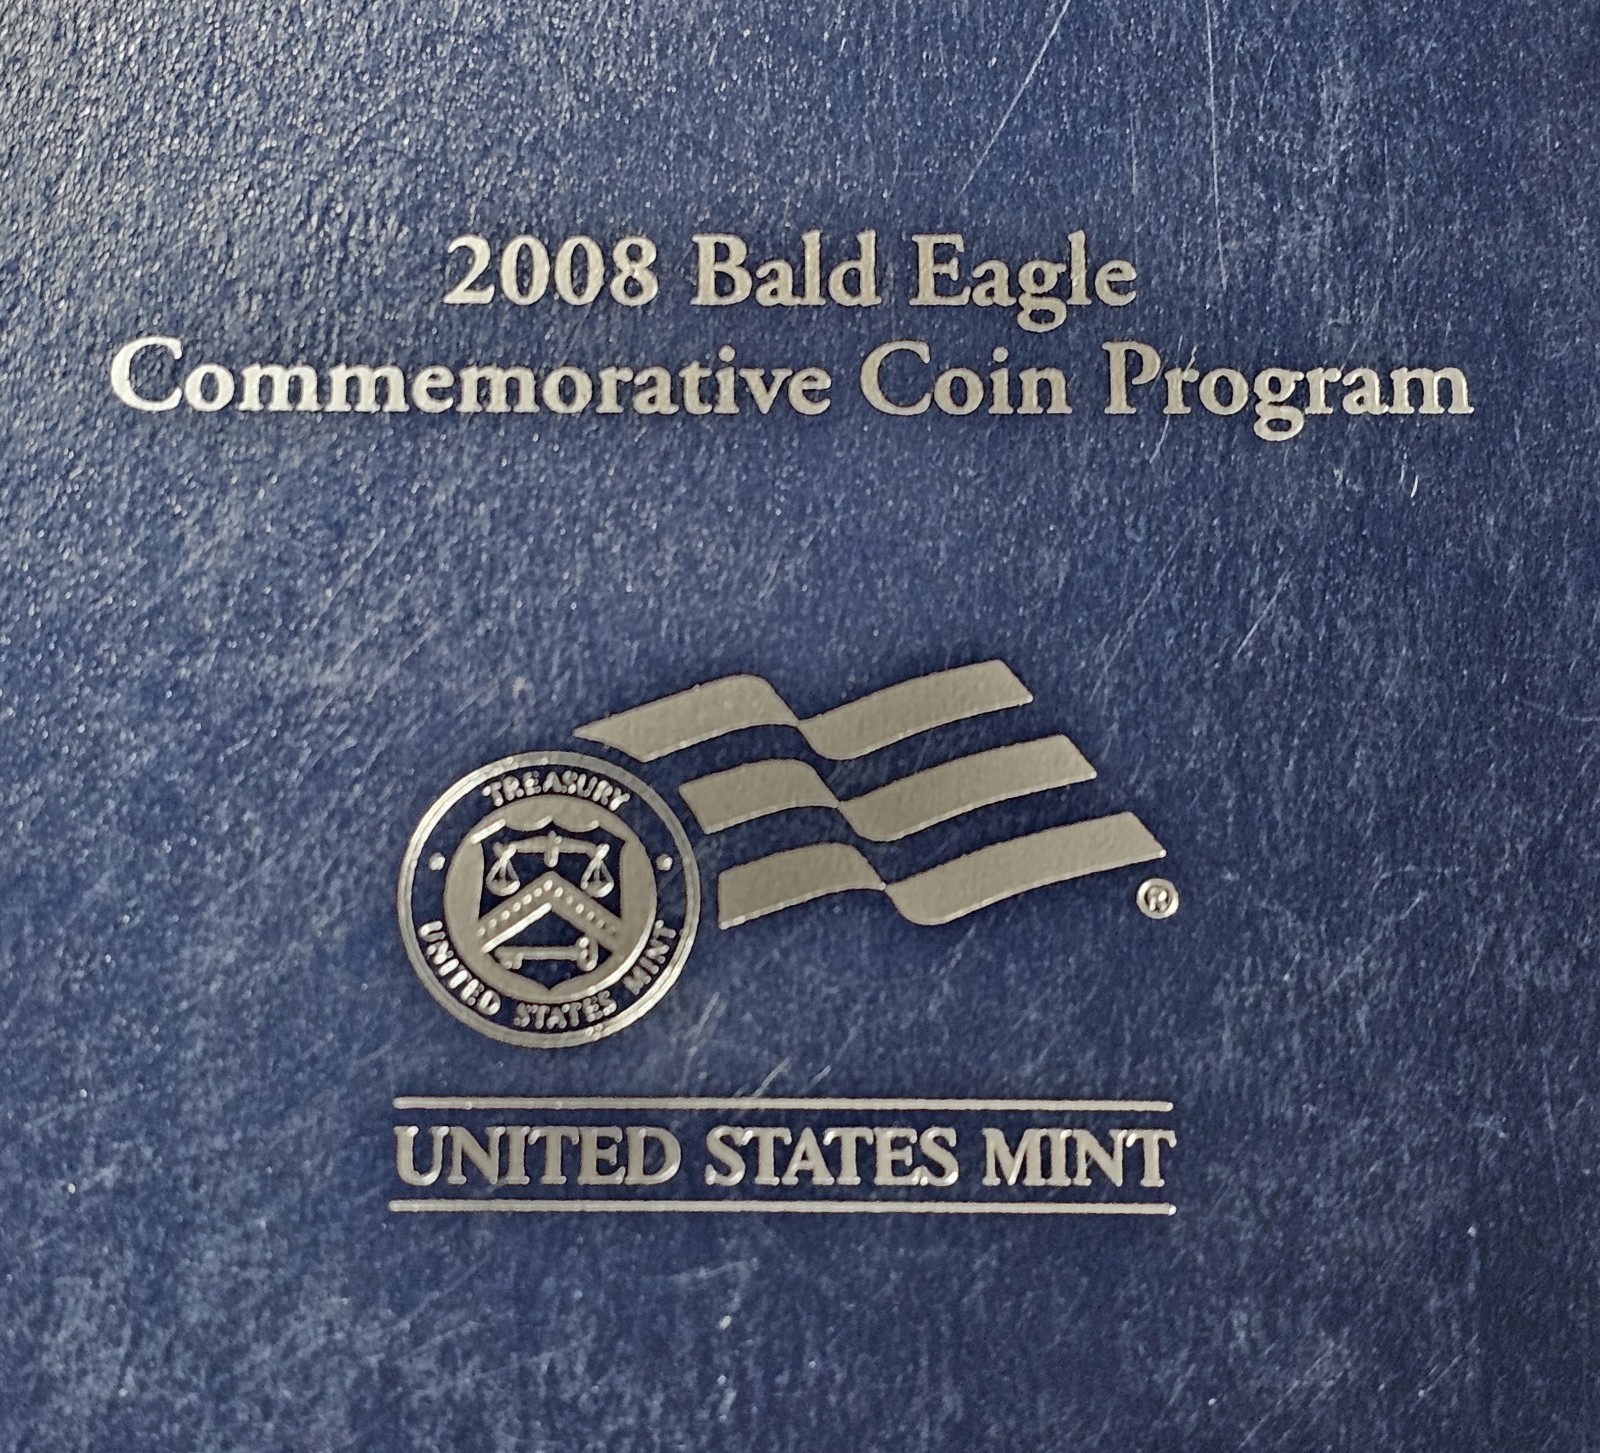 2008 Bald Eagle
Commemorative Coin Program
TREASURY
UNITED STATES MINT
®
UNITED STATES MINT